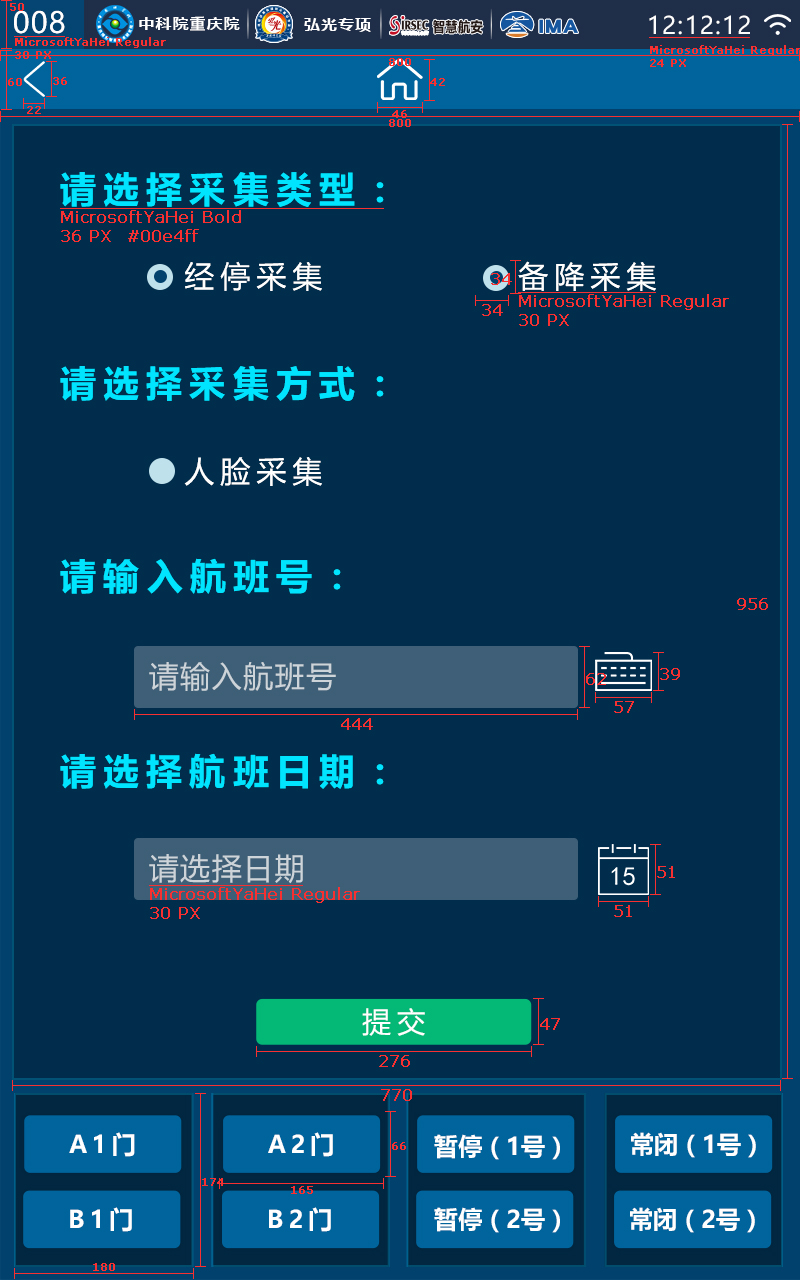 50
008 中科院重庆院 弘光专项 SiRSEC 智慧航安 IMA 12:12:12
MicrosoftYaHei Regular
30 PX
MicrosoftYaHei Regular
24 PX
60
36
22
800
42
46
800
请选择采集类型：
MicrosoftYaHei Bold
36 PX #00e4ff
经停采集
34
备降采集
34
MicrosoftYaHei Regular
30 PX
请选择采集方式：
人脸采集
请输入航班号：
956
请输入航班号
62
39
57
444
请选择航班日期：
请选择日期
15
51
MicrosoftYaHei Regular
30 PX
51
提交
47
276
770
A1门 A2门 暂停（1号） 常闭（1号）
66
174
165
B1门 B2门 暂停（2号） 常闭（2号）
180